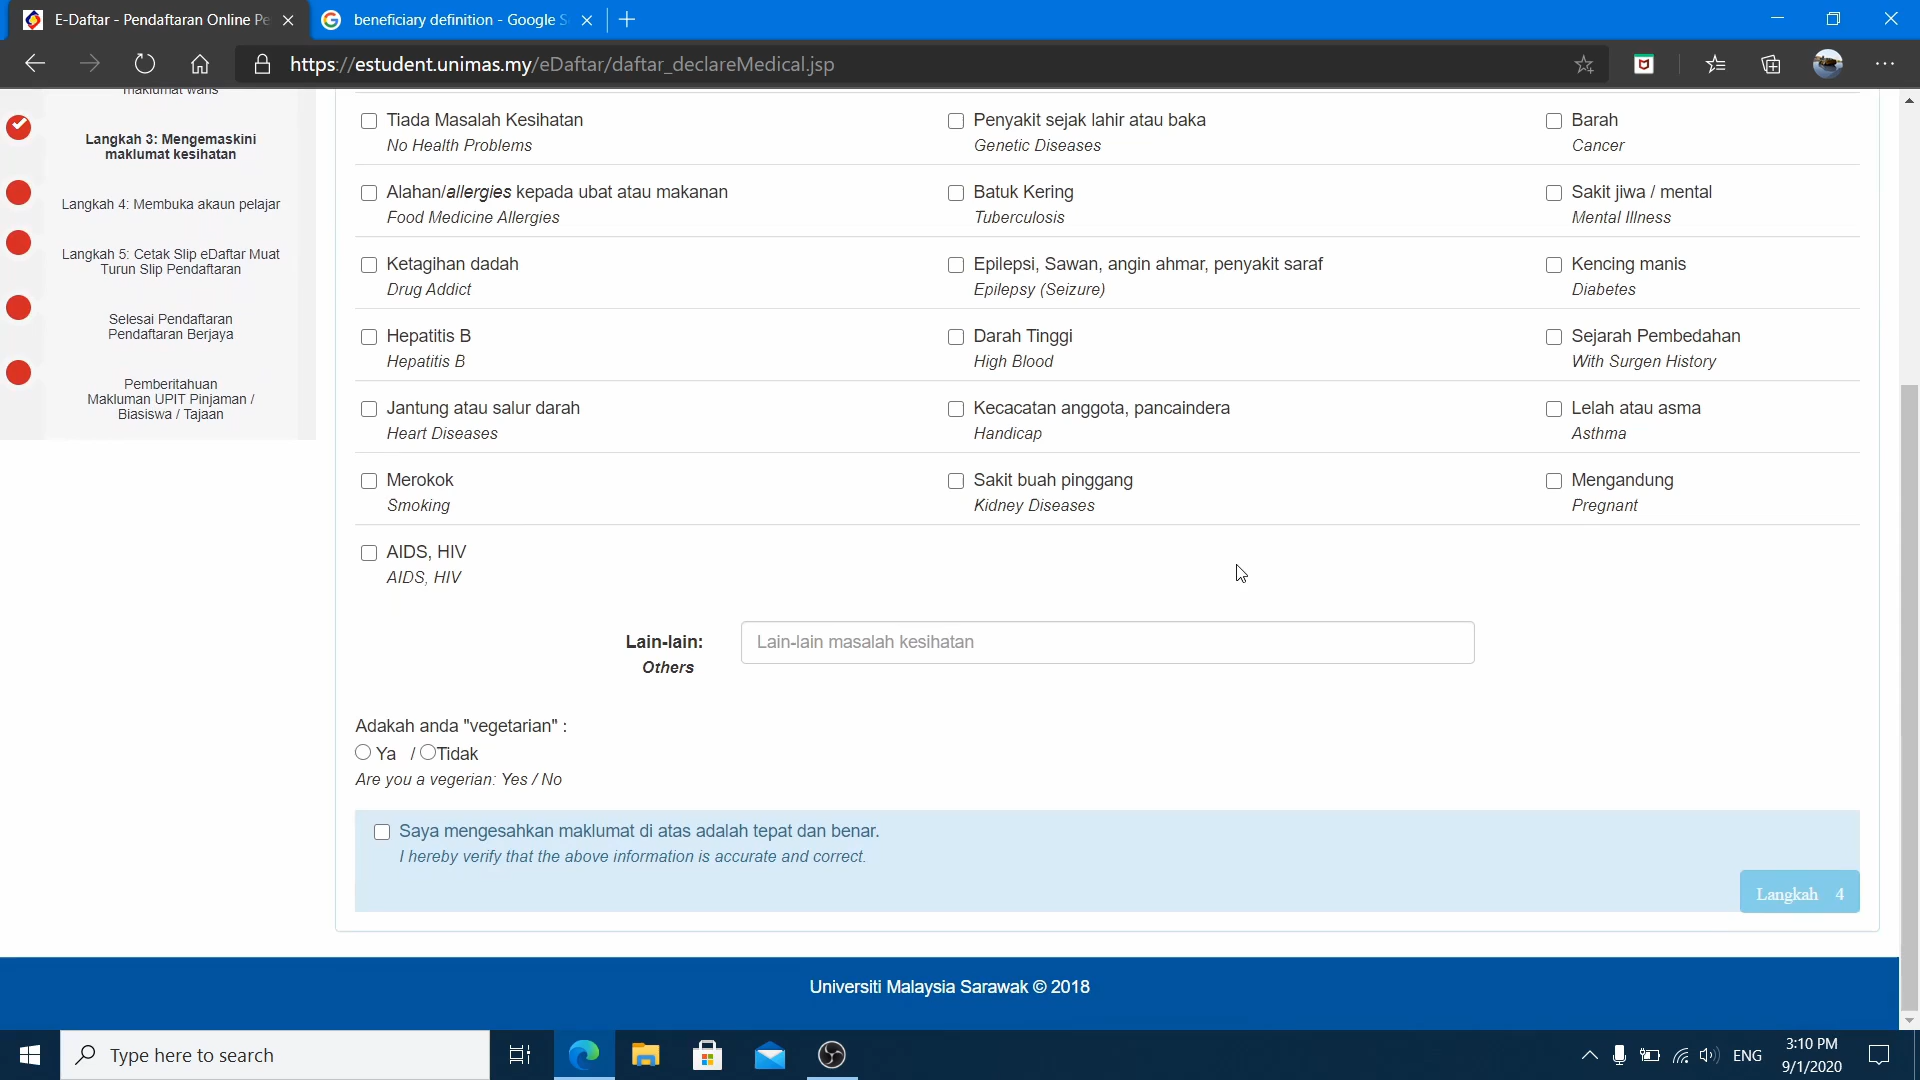 E-Daftar - Pendaftaran Online Pe
beneficiary definition - Google S
https://estudent.unimas.my/eDaftar/daftar_declareMedical.jsp
maklumat waris
Langkah 3: Mengemaskini
maklumat kesihatan
Langkah 4: Membuka akaun pelajar
Langkah 5: Cetak Slip eDaftar Muat
Turun Slip Pendaftaran
Selesai Pendaftaran
Pendaftaran Berjaya
Pemberitahuan
Makluman UPIT Pinjaman /
Biasiswa / Tajaan
Tiada Masalah Kesihatan
No Health Problems
Penyakit sejak lahir atau baka
Genetic Diseases
Barah
Cancer
Alahan/allergies kepada ubat atau makanan
Food Medicine Allergies
Batuk Kering
Tuberculosis
Sakit jiwa / mental
Mental Illness
Ketagihan dadah
Drug Addict
Epilepsi, Sawan, angin ahmar, penyakit saraf
Epilepsy (Seizure)
Kencing manis
Diabetes
Hepatitis B
Hepatitis B
Darah Tinggi
High Blood
Sejarah Pembedahan
With Surgen History
Jantung atau salur darah
Heart Diseases
Kecacatan anggota, pancaindera
Handicap
Lelah atau asma
Asthma
Merokok
Smoking
Sakit buah pinggang
Kidney Diseases
Mengandung
Pregnant
AIDS, HIV
AIDS, HIV
Lain-lain:
Others
Lain-lain masalah kesihatan
Adakah anda "vegetarian" :
Ya / Tidak
Are you a vegerian: Yes / No
Saya mengesahkan maklumat di atas adalah tepat dan benar.
I hereby verify that the above information is accurate and correct.
Langkah 4
Universiti Malaysia Sarawak © 2018
Type here to search
ENG
3:10 PM
9/1/2020